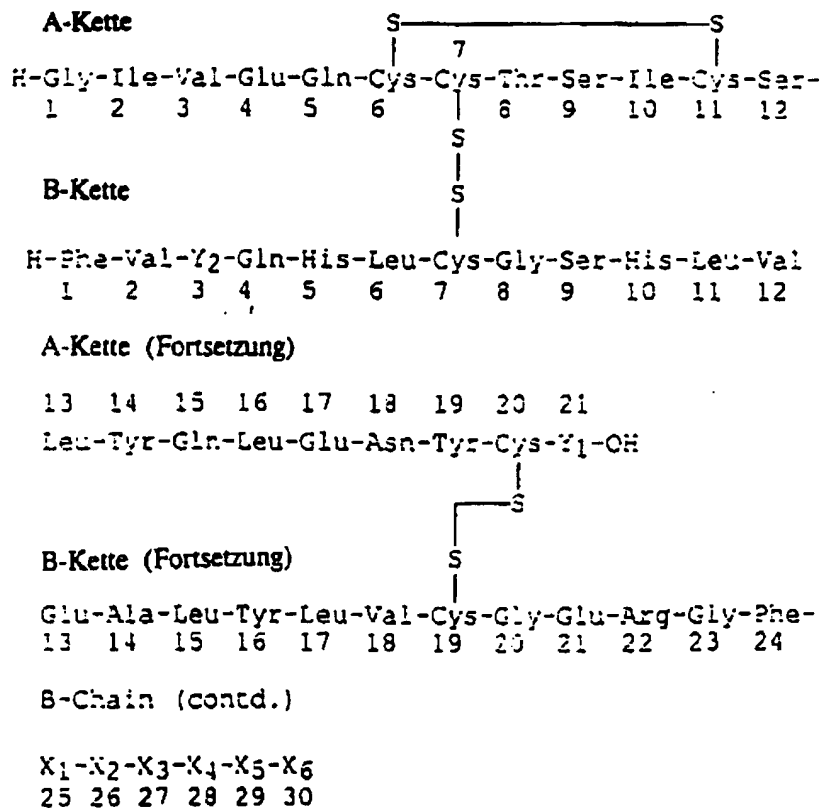 A-Kette
S S
7
H-Gly-Ile-Val-Glu-Gln-Cys-Cys-Thr-Ser-Ile-Cys-Ser-
1 2 3 4 5 6 8 9 10 11 12
S
B-Kette
S
H-Phe-Val-Y2-Gln-His-Leu-Cys-Gly-Ser-His-Leu-Val
1 2 3 4 5 6 7 8 9 10 11 12
A-Kette (Fortsetzung)
13 14 15 16 17 18 19 20 21
Leu-Tyr-Gln-Leu-Glu-Asn-Tyr-Cys-Y1-OH
S
S
B-Kette (Fortsetzung)
Glu-Ala-Leu-Tyr-Leu-Val-Cys-Gly-Glu-Arg-Gly-Phe-
13 14 15 16 17 18 19 20 21 22 23 24
B-Chain (contd.)
X1-X2-X3-X4-X5-X6
25 26 27 28 29 30